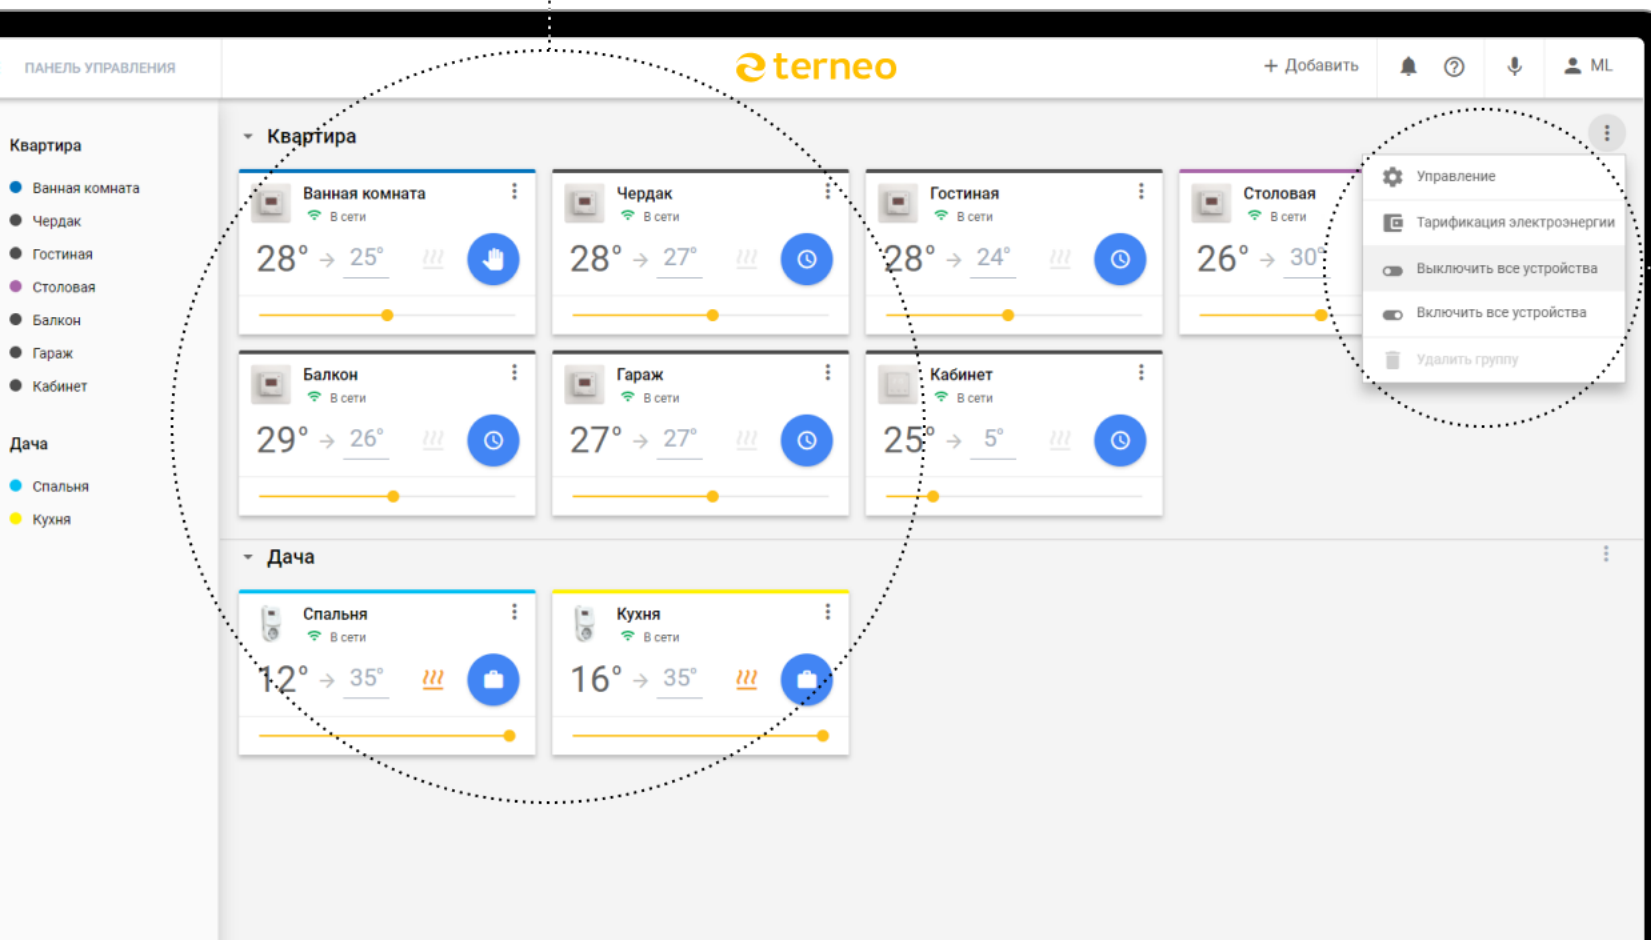 ПАНЕЛЬ УПРАВЛЕНИЯ
terneo
+ Добавить
ML
Квартира
Ванная комната
Чердак
Гостиная
Столовая
Балкон
Гараж
Кабинет
Дача
Спальня
Кухня
Квартира
Ванная комната
В сети
28° → 25°
Чердак
В сети
28° → 27°
Гостиная
В сети
28° → 24°
Столовая
В сети
26° → 30°
Управление
Тарификация электроэнергии
Выключить все устройства
Включить все устройства
Удалить группу
Балкон
В сети
29° → 26°
Гараж
В сети
27° → 27°
Кабинет
В сети
25° → 5°
Дача
Спальня
В сети
12° → 35°
Кухня
В сети
16° → 35°